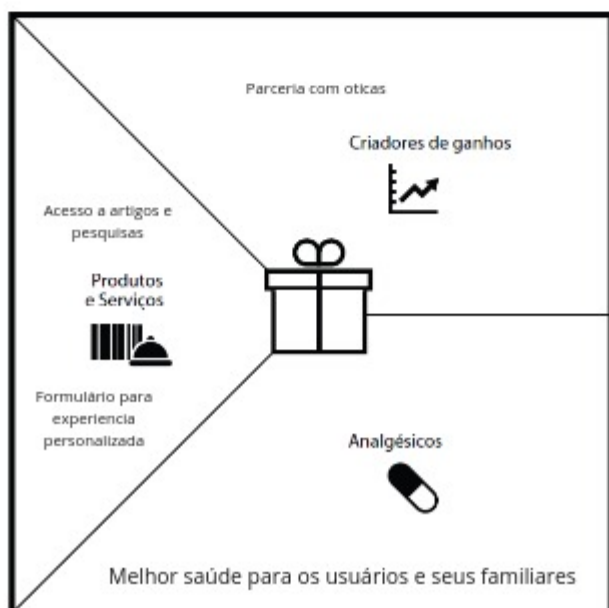 Parceria com oticas
Criadores de ganhos
Acesso a artigos e
pesquisas
Produtos
e Serviços
Formulário para
experiencia
personalizada
Analgésicos
Melhor saúde para os usuários e seus familiares